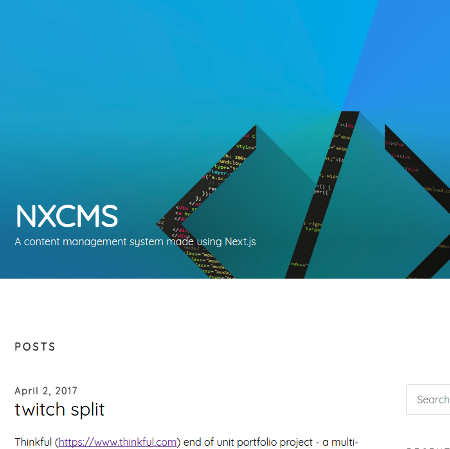 NXCMS
A content management system made using Next.js
POSTS
April 2, 2017
twitch split
Search
Thinkful (https://www.thinkful.com) end of unit portfolio project - a multi-